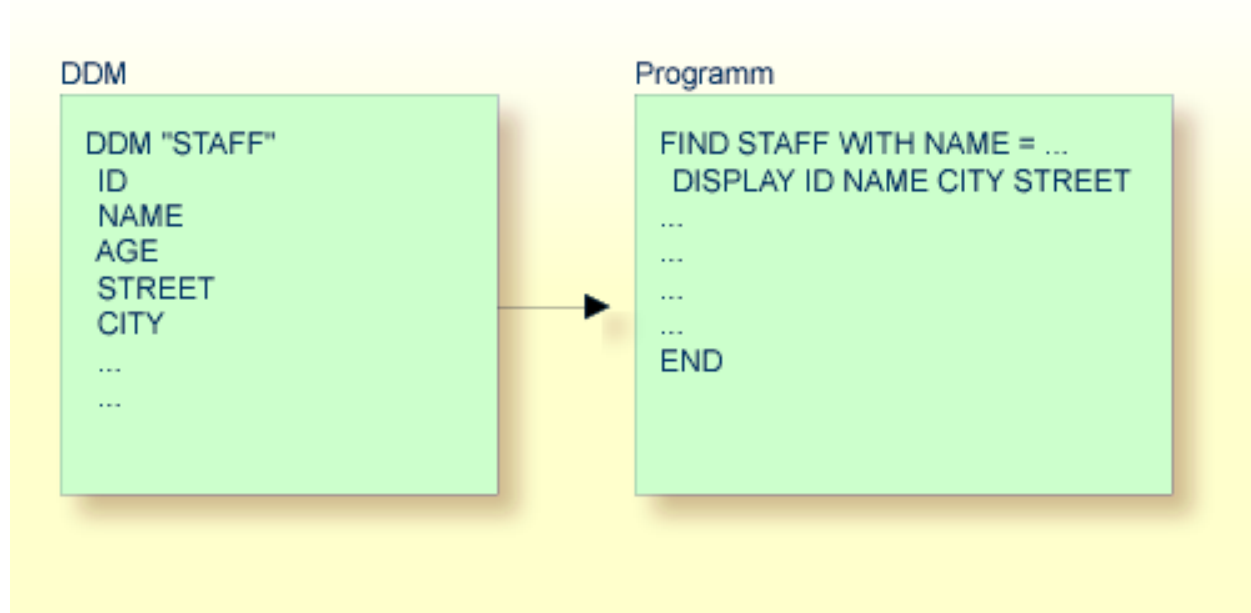 DDM
DDM "STAFF"
ID
NAME
AGE
STREET
CITY
...
...
Programm
FIND STAFF WITH NAME = ...
DISPLAY ID NAME CITY STREET
...
...
...
...
END